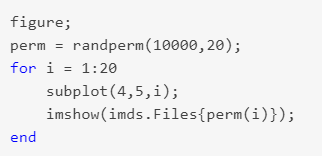 figure;
perm = randperm(10000,20);
for i = 1:20
    subplot(4,5,i);
    imshow(imds.Files{perm(i)});
end